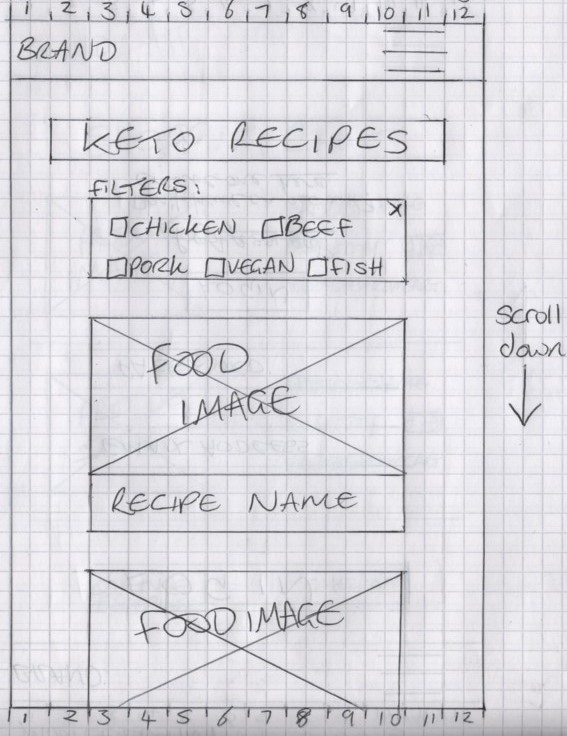 1 2 3 4 5 6 7 8 9 10 11 12
BRAND
KETO RECIPES
FILTERS:
X
CHICKEN BEEF
PORK VEGAN FISH
Scroll
down
FOOD
IMAGE
RECIPE NAME
FOOD IMAGE
1 2 3 4 5 6 7 8 9 10 11 12